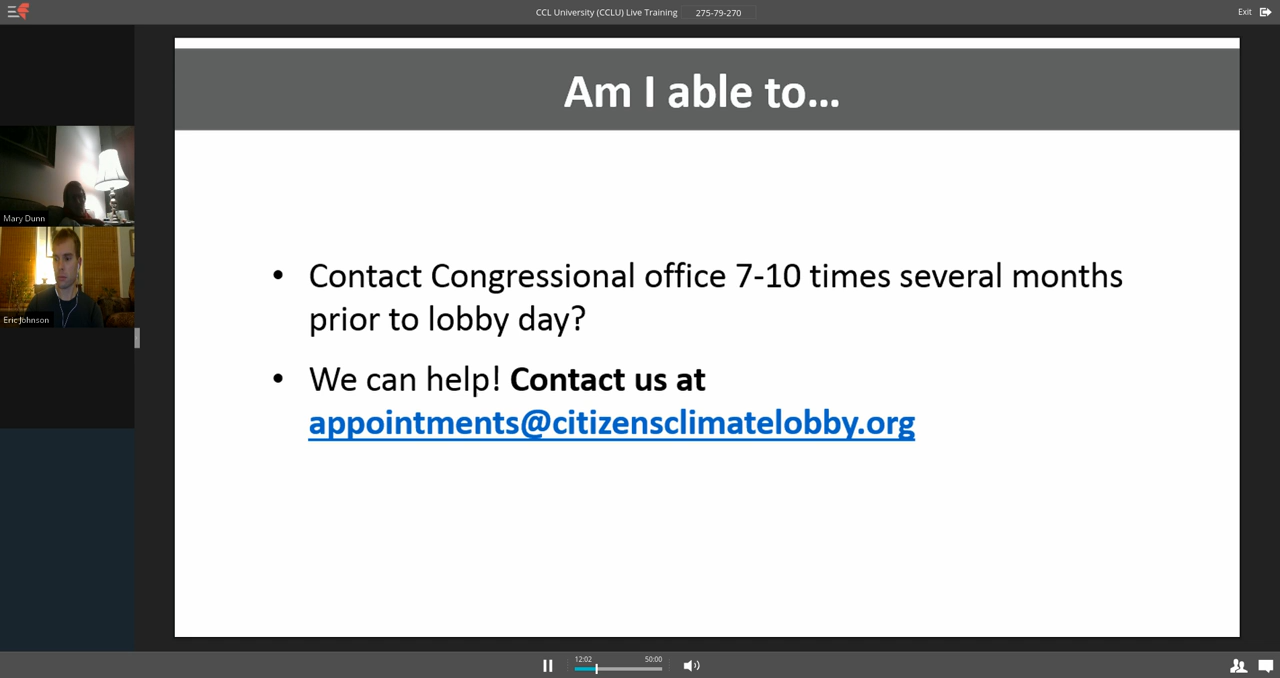 CCL University (CCLU) Live Training 275-79-270
Exit
Am I able to...
Mary Dunn
Eric Johnson
• Contact Congressional office 7-10 times several months
prior to lobby day?
• We can help! Contact us at
appointments@citizensclimatelobby.org
12:02 50:00